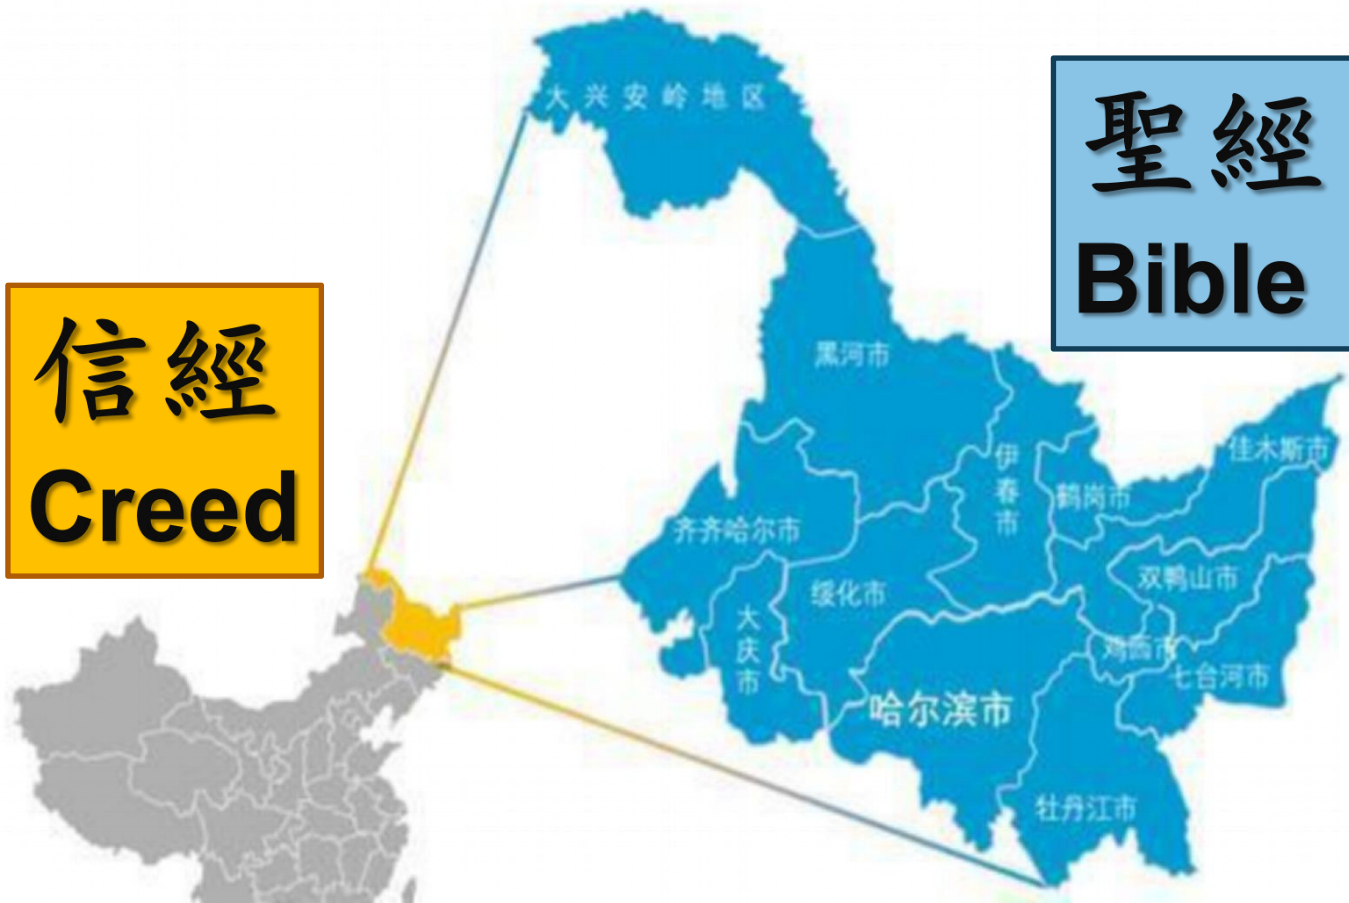 大兴安岭地区
聖經
Bible
信經
Creed
黑河市
伊春市
鹤岗市
佳木斯市
齐齐哈尔市
大庆市
绥化市
双鸭山市
鸡西市
七台河市
哈尔滨市
牡丹江市